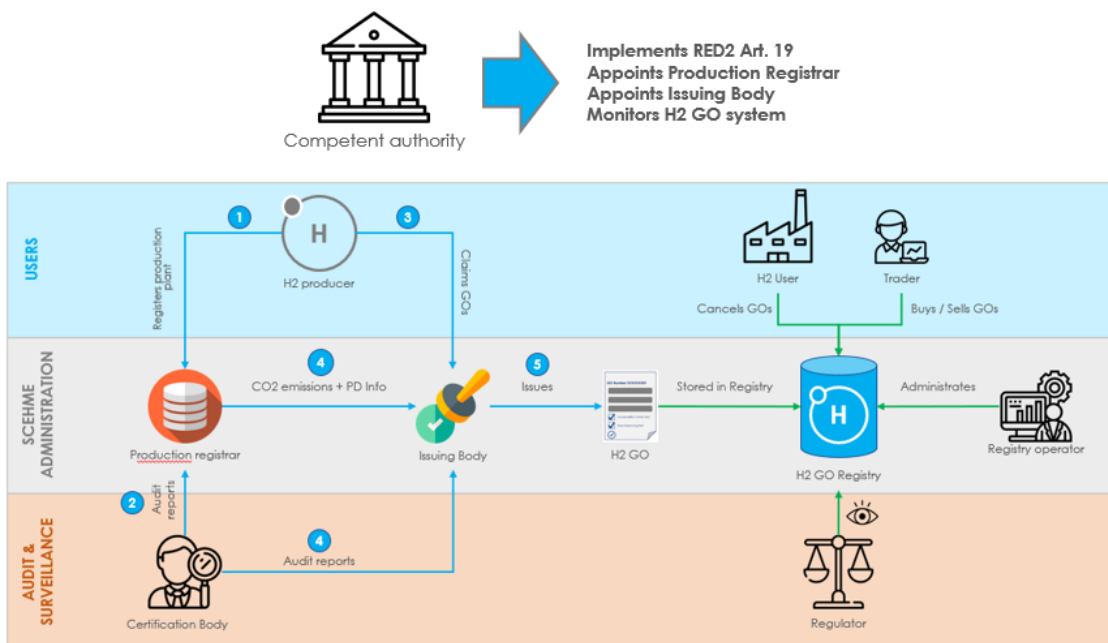 Implements RED2 Art. 19
Appoints Production Registrar
Appoints Issuing Body
Monitors H2 GO system
Competent authority
USERS
1
H
3
H2 producer
Registers production
plant
Claims GOs
H2 User
Trader
Cancels GOs
Buys / Sells GOs
SCEHME
ADMINISTRATION
4
CO2 emissions + PD Info
5
Issues
Stored in Registry
H
Administrates
Production registrar
Issuing Body
H2 GO
H2 GO Registry
Registry operator
AUDIT &
SURVEILLANCE
2
Audit
reports
4
Audit reports
Certification Body
Regulator